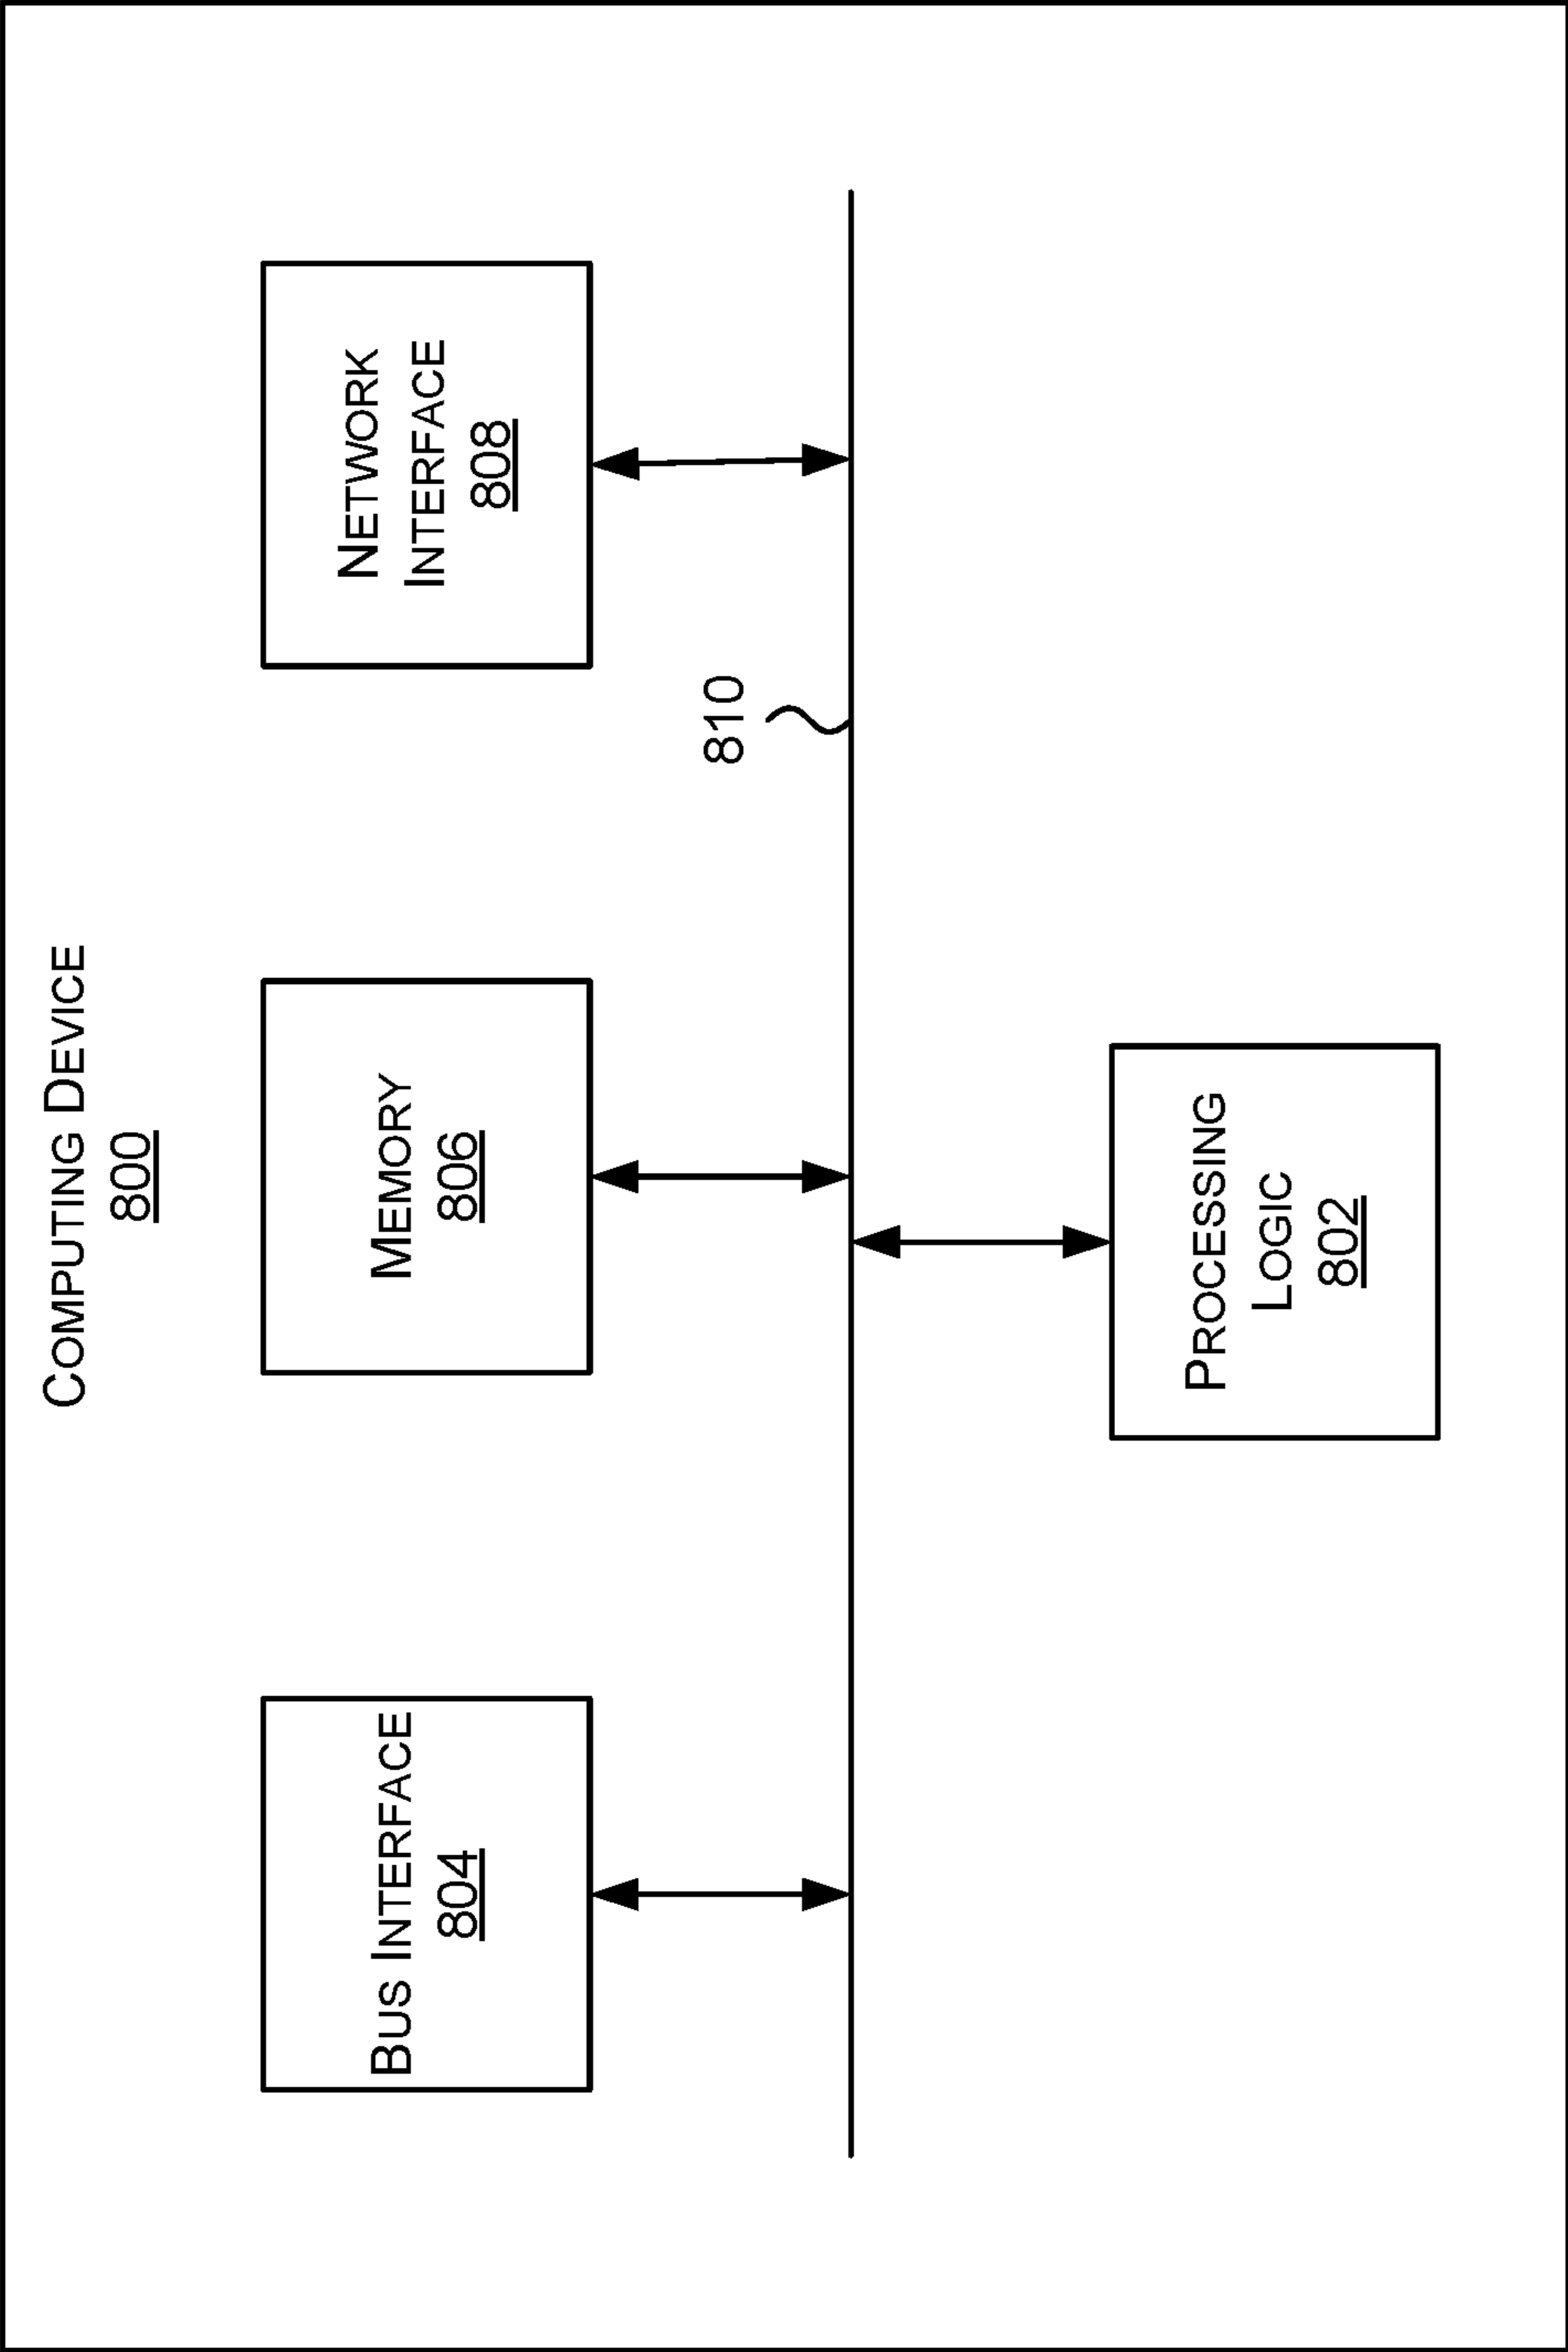 COMPUTING DEVICE
800
BUS INTERFACE
804
MEMORY
806
NETWORK
INTERFACE
808
810
PROCESSING
LOGIC
802